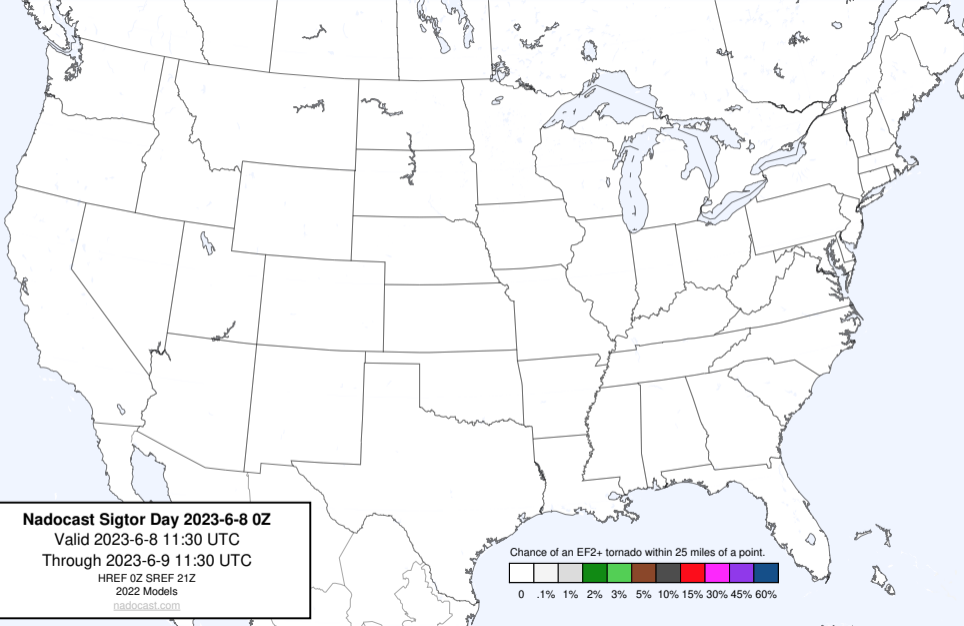 Nadocast Sigtor Day 2023-6-8 0Z
Valid 2023-6-8 11:30 UTC
Through 2023-6-9 11:30 UTC
HREF 0Z SREF 21Z
2022 Models
nadocast.com
Chance of an EF2+ tornado within 25 miles of a point.
0 .1% 1% 2% 3% 5% 10% 15% 30% 45% 60%